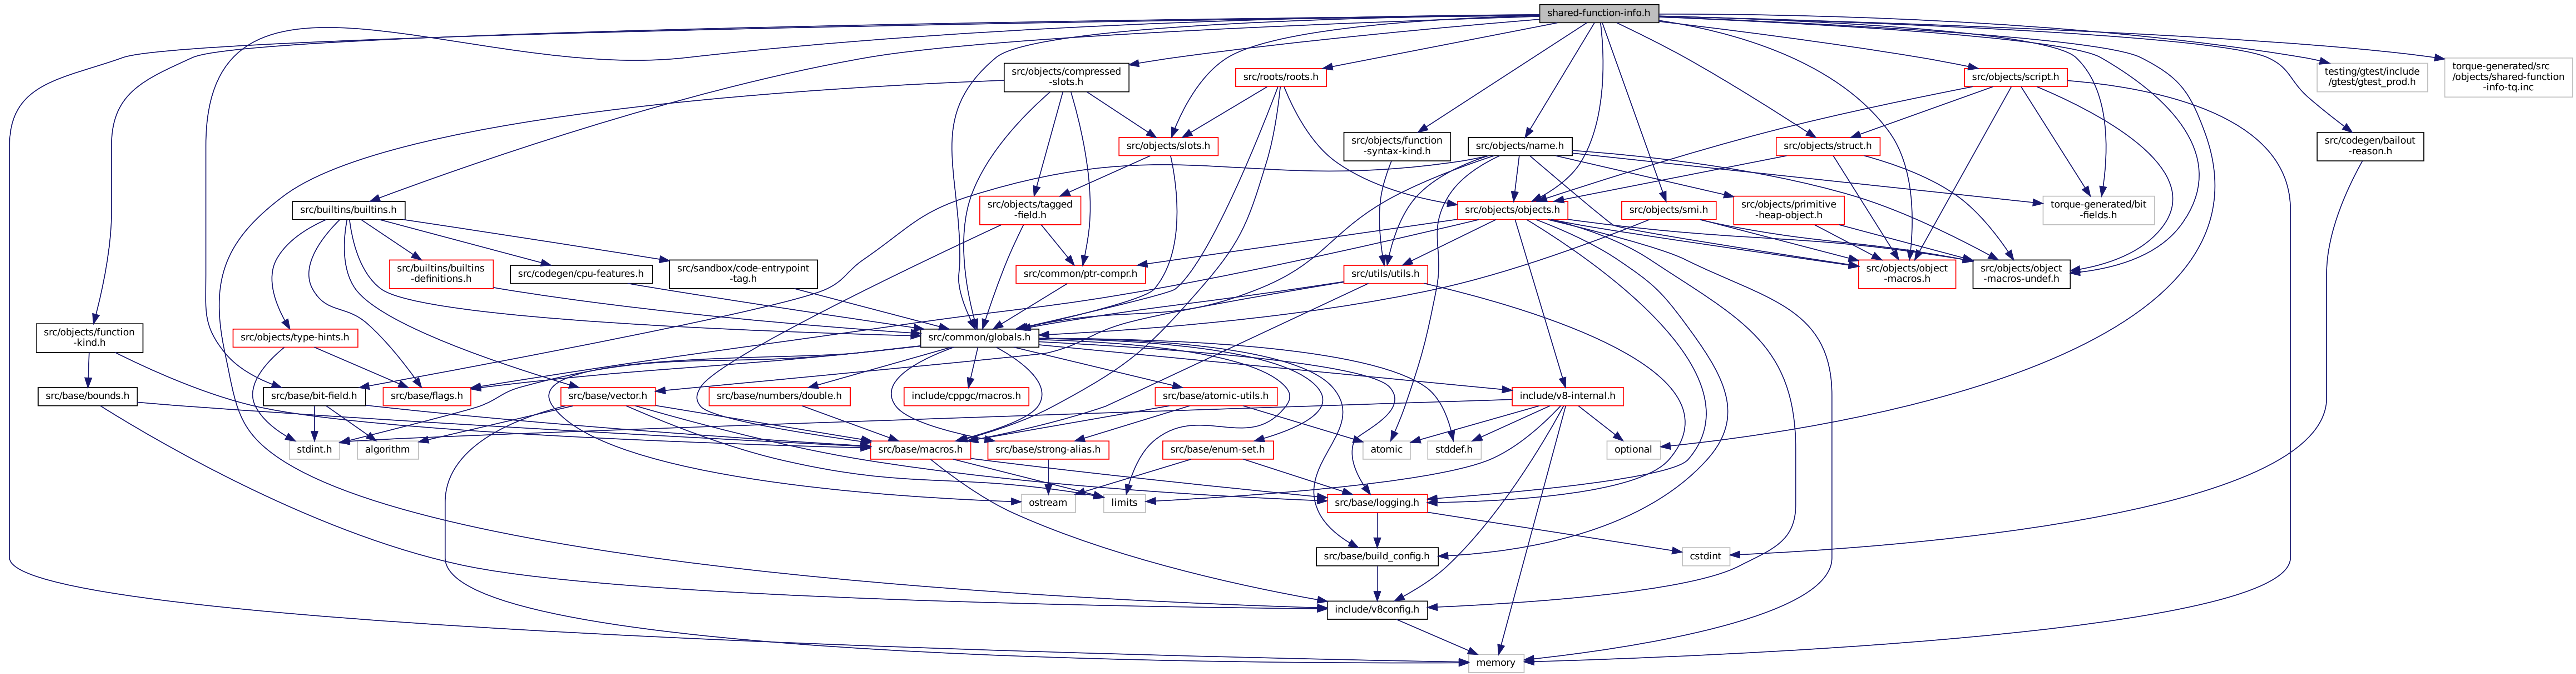 shared-function-info.h
src/objects/compressed
-slots.h
src/roots/roots.h
src/objects/script.h
testing/gtest/include
/gtest/gtest_prod.h
torque-generated/src
/objects/shared-function
-info-tq.inc
src/objects/slots.h
src/objects/function
-syntax-kind.h
src/objects/name.h
src/objects/struct.h
src/codegen/bailout
-reason.h
src/builtins/builtins.h
src/objects/tagged
-field.h
src/objects/objects.h
src/objects/smi.h
src/objects/primitive
-heap-object.h
torque-generated/bit
-fields.h
src/builtins/builtins
-definitions.h
src/codegen/cpu-features.h
src/sandbox/code-entrypoint
-tag.h
src/common/ptr-compr.h
src/utils/utils.h
src/objects/object
-macros.h
src/objects/object
-macros-undef.h
src/objects/function
-kind.h
src/objects/type-hints.h
src/common/globals.h
src/base/bounds.h
src/base/bit-field.h
src/base/flags.h
src/base/vector.h
src/base/numbers/double.h
include/cppgc/macros.h
src/base/atomic-utils.h
include/v8-internal.h
stdint.h
algorithm
src/base/macros.h
src/base/strong-alias.h
src/base/enum-set.h
atomic
stddef.h
optional
ostream
limits
src/base/logging.h
src/base/build_config.h
cstdint
include/v8config.h
memory